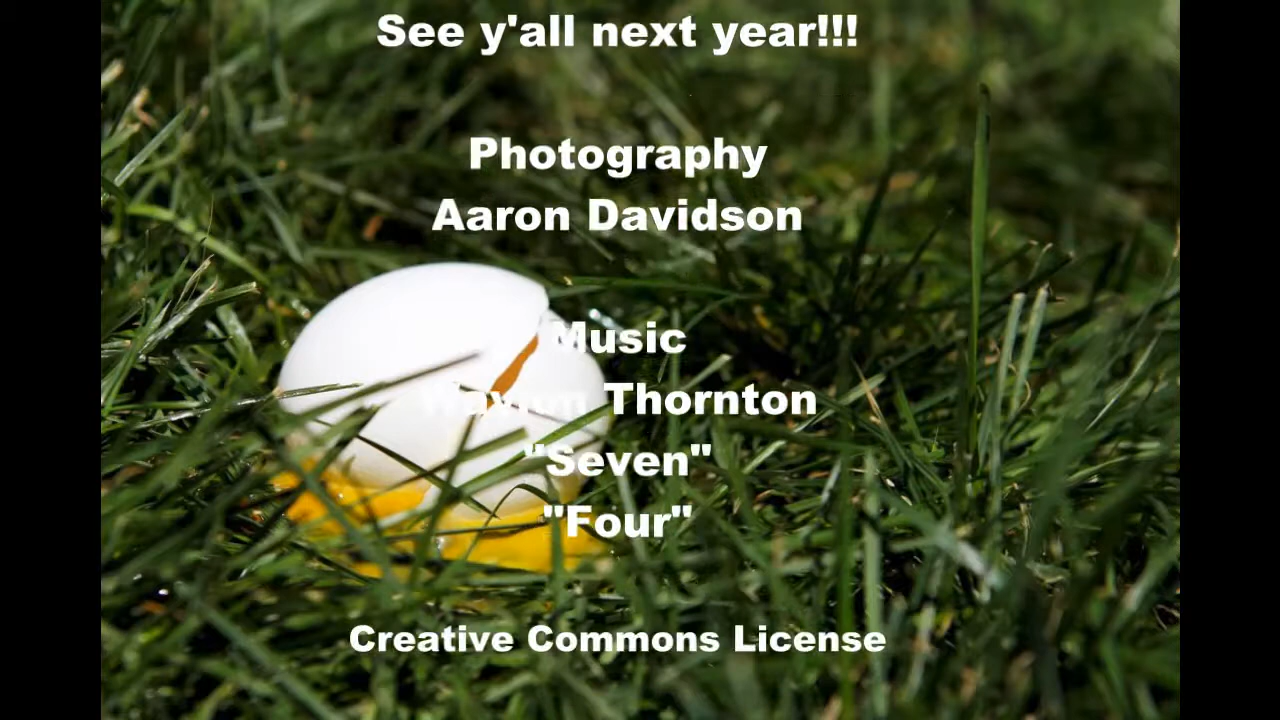 See y'all next year!!!
Photography
Aaron Davidson
Music
Thornton
"Seven"
"Four"
Creative Commons License